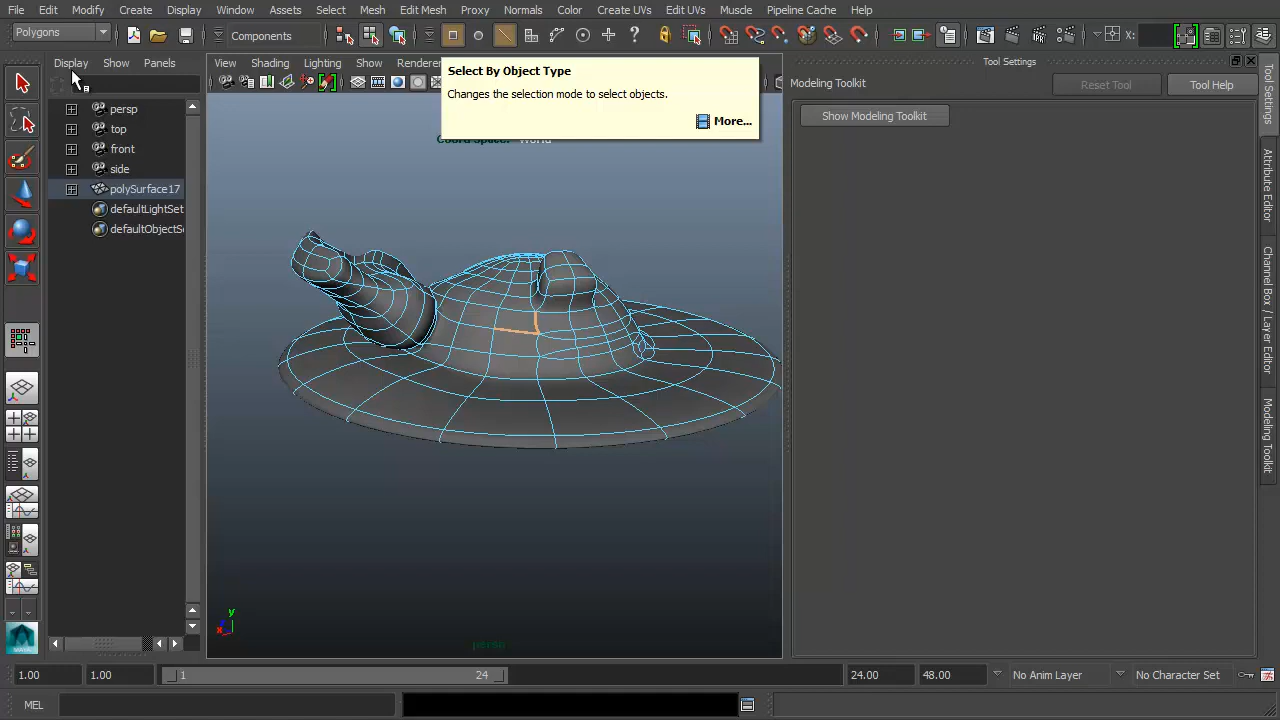 File Edit Modify Create Display Window Assets Select Mesh Edit Mesh Proxy Normals Color Create UVs Edit UVs Muscle Pipeline Cache Help
Polygons Components X:
Display Show Panels View Shading Lighting Show Renderer Tool Settings
Select By Object Type
Changes the selection mode to select objects.
More...
Modeling Toolkit Reset Tool Tool Help
Show Modeling Toolkit
persp
top
front
side
polySurface17
defaultLightSet
defaultObjectSe
World
y
x
persp
Tool Settings
Attribute Editor
Channel Box / Layer Editor
Modeling Toolkit
1.00 1.00 1 24 24.00 48.00 No Anim Layer No Character Set
MEL